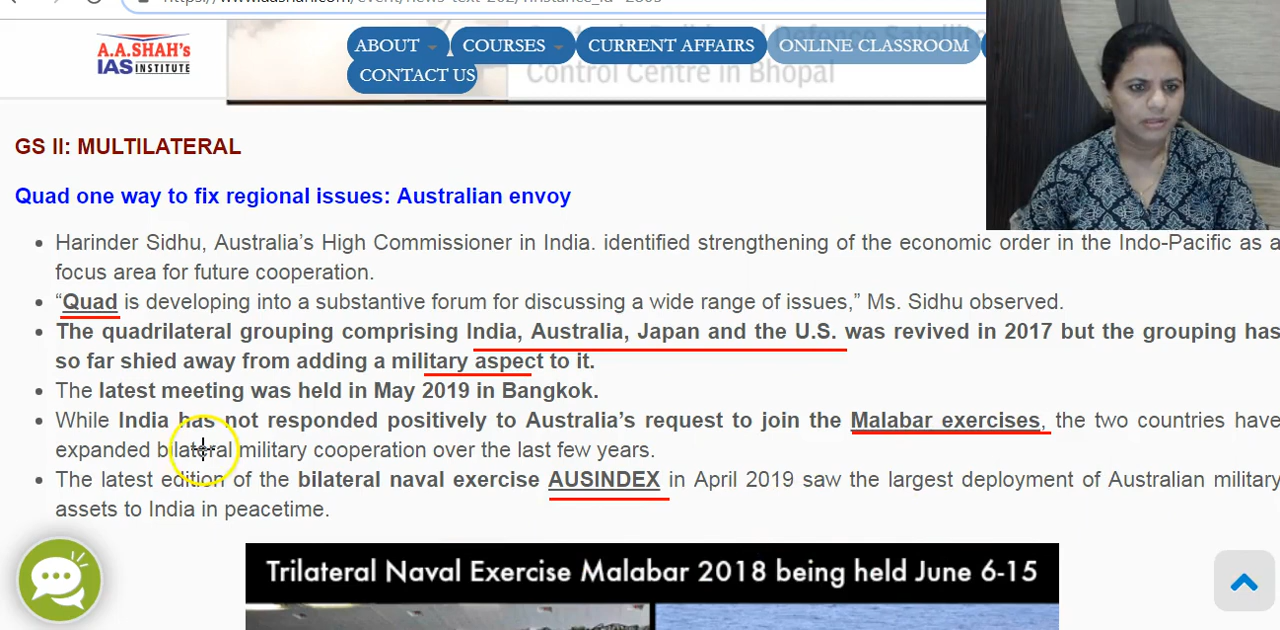 A.A.SHAH's
IAS INSTITUTE
ABOUT
COURSES
CURRENT AFFAIRS
ONLINE CLASSROOM
CONTACT US
Control Centre in Bhopal
GS II: MULTILATERAL
Quad one way to fix regional issues: Australian envoy
Harinder Sidhu, Australia’s High Commissioner in India. identified strengthening of the economic order in the Indo-Pacific as a
focus area for future cooperation.
“Quad is developing into a substantive forum for discussing a wide range of issues,” Ms. Sidhu observed.
The quadrilateral grouping comprising India, Australia, Japan and the U.S. was revived in 2017 but the grouping has
so far shied away from adding a military aspect to it.
The latest meeting was held in May 2019 in Bangkok.
While India has not responded positively to Australia’s request to join the Malabar exercises, the two countries have
expanded bilateral military cooperation over the last few years.
The latest edition of the bilateral naval exercise AUSINDEX in April 2019 saw the largest deployment of Australian military
assets to India in peacetime.
Trilateral Naval Exercise Malabar 2018 being held June 6-15